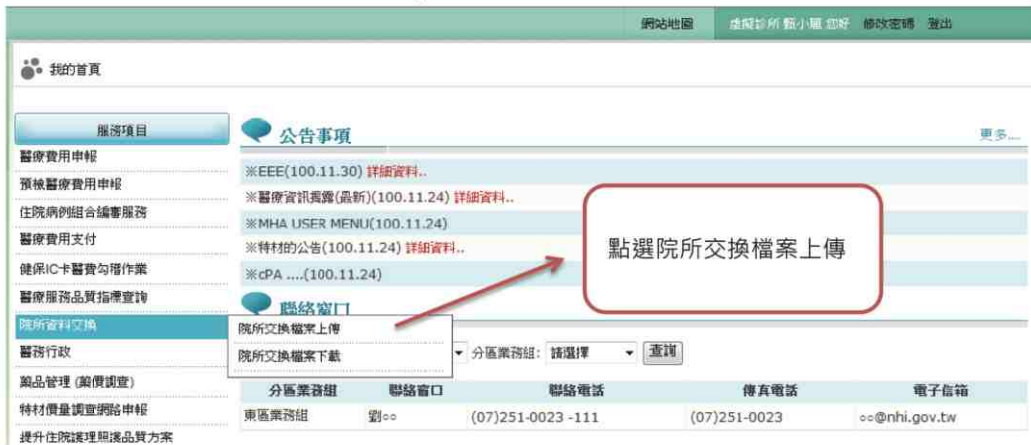 網站地圖 虛擬診所 甄小區 您好 修改密碼 登出
我的首頁
服務項目
醫療費用申報
預檢醫療費用申報
住院病例組合編審服務
醫療費用支付
健保IC卡醫費勾稽作業
醫療服務品質指標查詢
院所資料交換
醫務行政
藥品管理 (藥價調查)
特材價量調查網路申報
提升住院護理照護品質方案
公告事項 更多....
※EEE(100.11.30) 詳細資料..
※醫療資訊揭露(最新)(100.11.24) 詳細資料..
※MHA USER MENU(100.11.24)
※特材的公告(100.11.24) 詳細資料..
※cPA ....(100.11.24)
點選院所交換檔案上傳
聯絡窗口
院所交換檔案上傳
院所交換檔案下載
分區業務組: 請選擇 查詢
分區業務組 聯絡窗口 聯絡電話 傳真電話 電子信箱
東區業務組 劉○○ (07)251-0023 -111 (07)251-0023 ○○@nhi.gov.tw